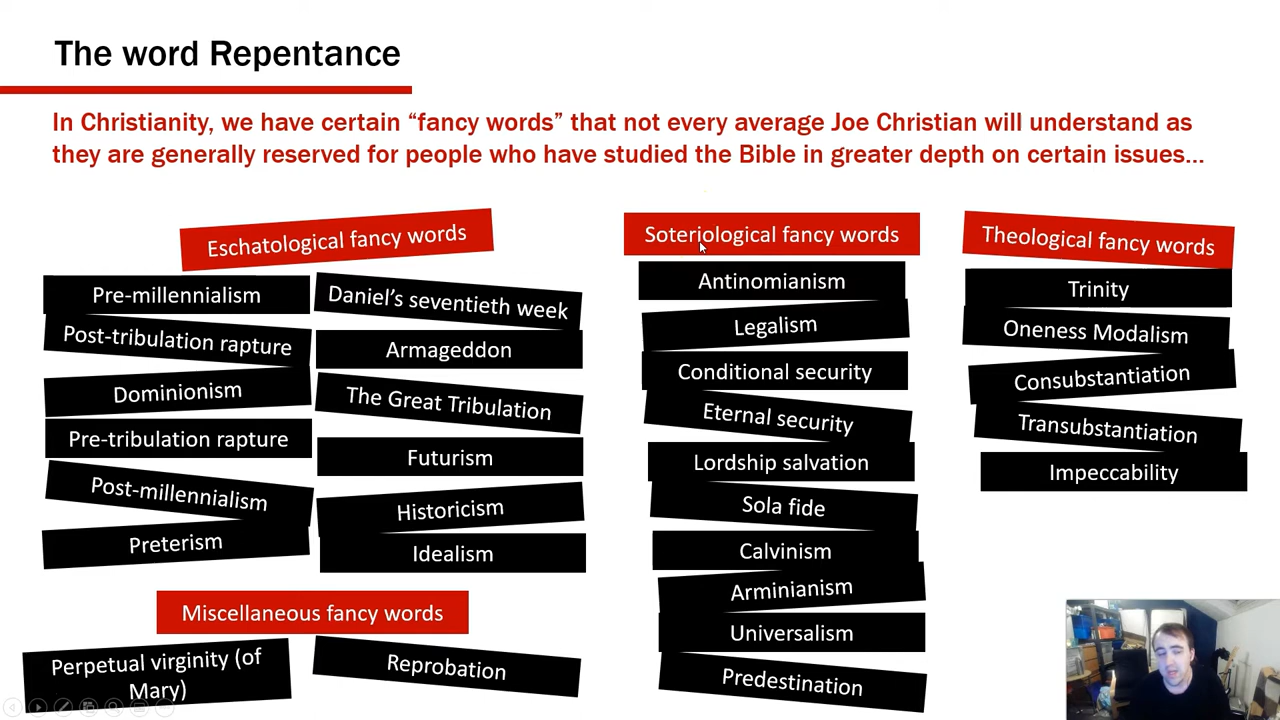 The word Repentance
In Christianity, we have certain “fancy words” that not every average Joe Christian will understand as
they are generally reserved for people who have studied the Bible in greater depth on certain issues...
Eschatological fancy words
Pre-millennialism
Post-tribulation rapture
Dominionism
Pre-tribulation rapture
Post-millennialism
Preterism
Daniel’s seventieth week
Armageddon
The Great Tribulation
Futurism
Historicism
Idealism
Miscellaneous fancy words
Perpetual virginity (of
Mary)
Reprobation
Soteriological fancy words
Antinomianism
Legalism
Conditional security
Eternal security
Lordship salvation
Sola fide
Calvinism
Arminianism
Universalism
Predestination
Theological fancy words
Trinity
Oneness Modalism
Consubstantiation
Transubstantiation
Impeccability